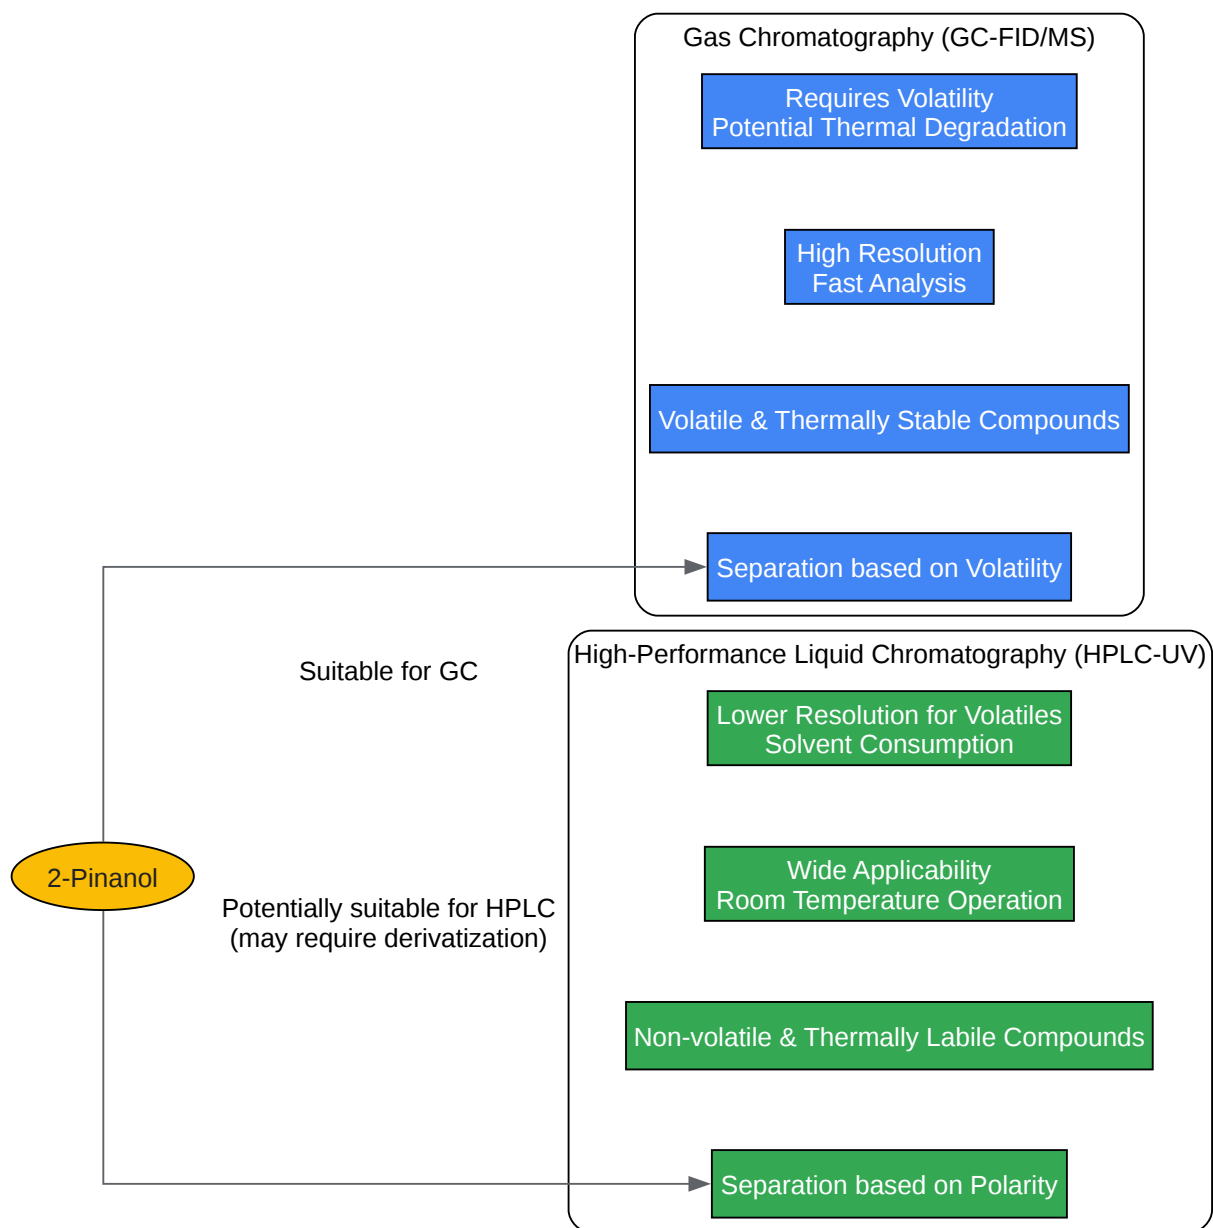 Gas Chromatography (GC-FID/MS)
Requires Volatility
Potential Thermal Degradation
High Resolution
Fast Analysis
Volatile & Thermally Stable Compounds
Separation based on Volatility
Suitable for GC
High-Performance Liquid Chromatography (HPLC-UV)
Lower Resolution for Volatiles
Solvent Consumption
2-Pinanol
Potentially suitable for HPLC
(may require derivatization)
Wide Applicability
Room Temperature Operation
Non-volatile & Thermally Labile Compounds
Separation based on Polarity